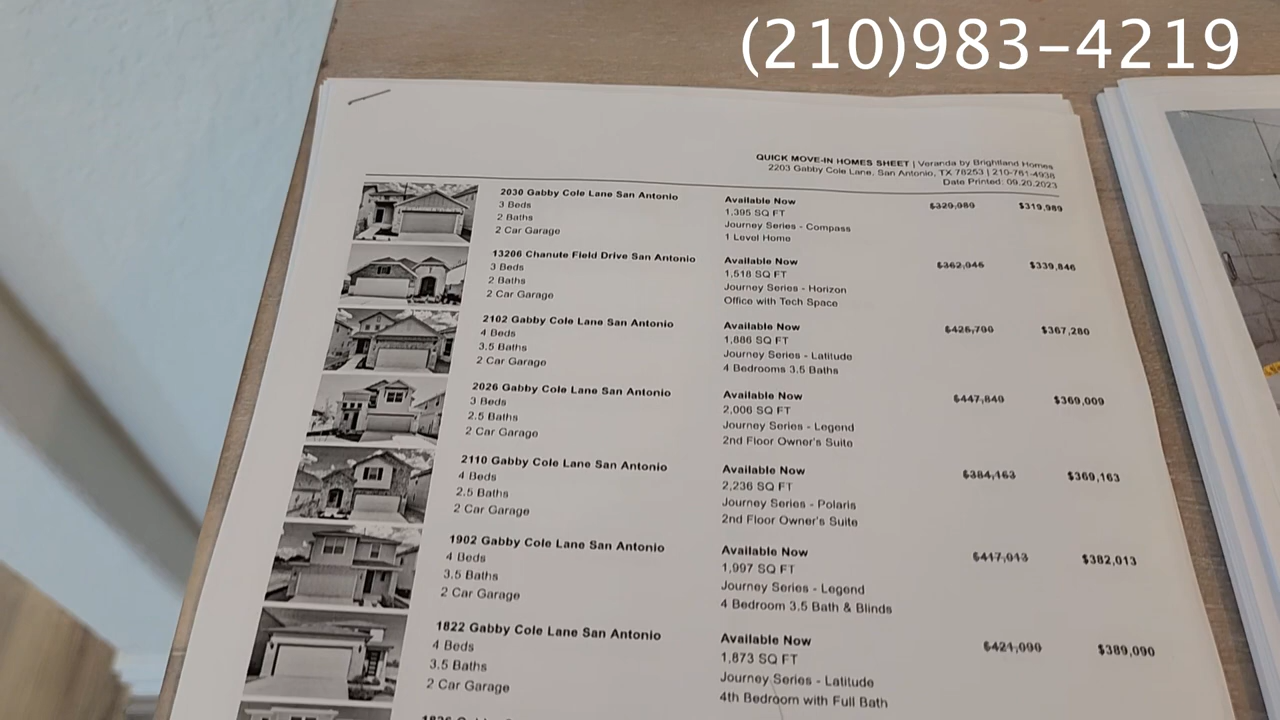 (210)983-4219
QUICK MOVE-IN HOMES SHEET | Veranda by Brightland Homes
2203 Gabby Cole Lane, San Antonio, TX 78253 | 210-761-4938
Date Printed: 09.20.2023
2030 Gabby Cole Lane San Antonio
3 Beds
2 Baths
2 Car Garage
Available Now
1,395 SQ FT
Journey Series - Compass
1 Level Home
$320,989 $319,989
13206 Chanute Field Drive San Antonio
3 Beds
2 Baths
2 Car Garage
Available Now
1,518 SQ FT
Journey Series - Horizon
Office with Tech Space
$362,045 $339,846
2102 Gabby Cole Lane San Antonio
4 Beds
3.5 Baths
2 Car Garage
Available Now
1,886 SQ FT
Journey Series - Latitude
4 Bedrooms 3.5 Baths
$426,790 $367,280
2026 Gabby Cole Lane San Antonio
3 Beds
2.5 Baths
2 Car Garage
Available Now
2,006 SQ FT
Journey Series - Legend
2nd Floor Owner's Suite
$447,849 $369,009
2110 Gabby Cole Lane San Antonio
4 Beds
2.5 Baths
2 Car Garage
Available Now
2,236 SQ FT
Journey Series - Polaris
2nd Floor Owner's Suite
$384,163 $369,163
1902 Gabby Cole Lane San Antonio
4 Beds
3.5 Baths
2 Car Garage
Available Now
1,997 SQ FT
Journey Series - Legend
4 Bedroom 3.5 Bath & Blinds
$417,013 $382,013
1822 Gabby Cole Lane San Antonio
4 Beds
3.5 Baths
2 Car Garage
Available Now
1,873 SQ FT
Journey Series - Latitude
4th Bedroom with Full Bath
$421,090 $389,090